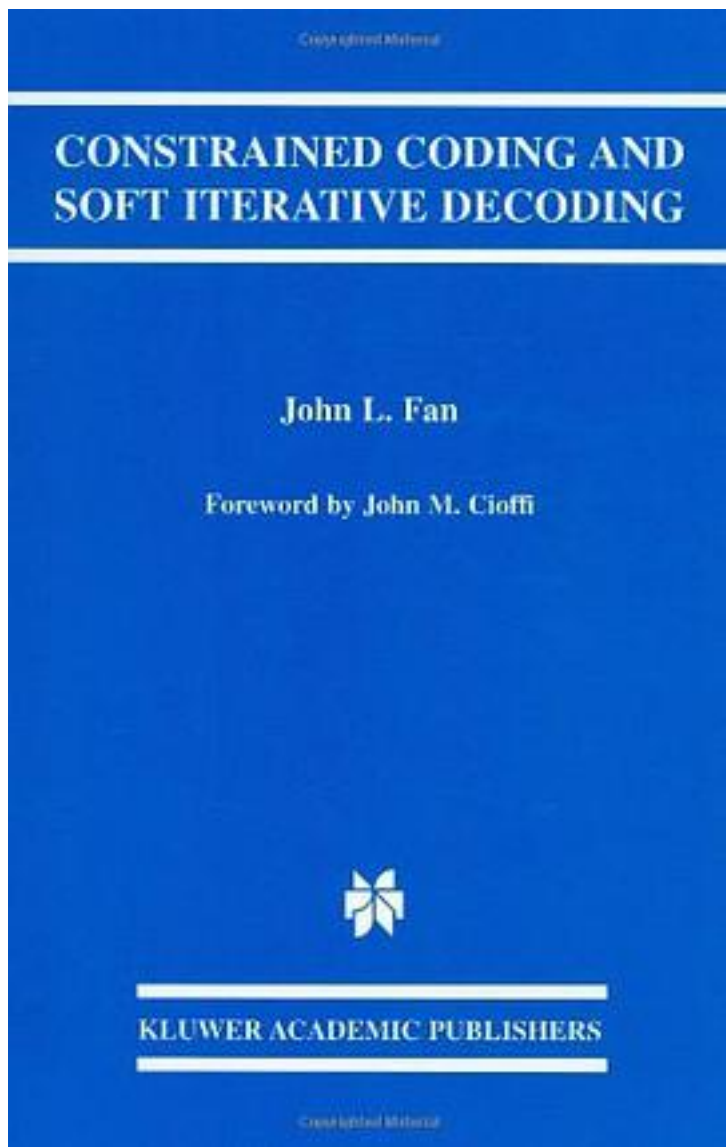 Copyrighted Material
CONSTRAINED CODING AND
SOFT ITERATIVE DECODING
John L. Fan
Foreword by John M. Cioffi
KLUWER ACADEMIC PUBLISHERS
Copyrighted Material